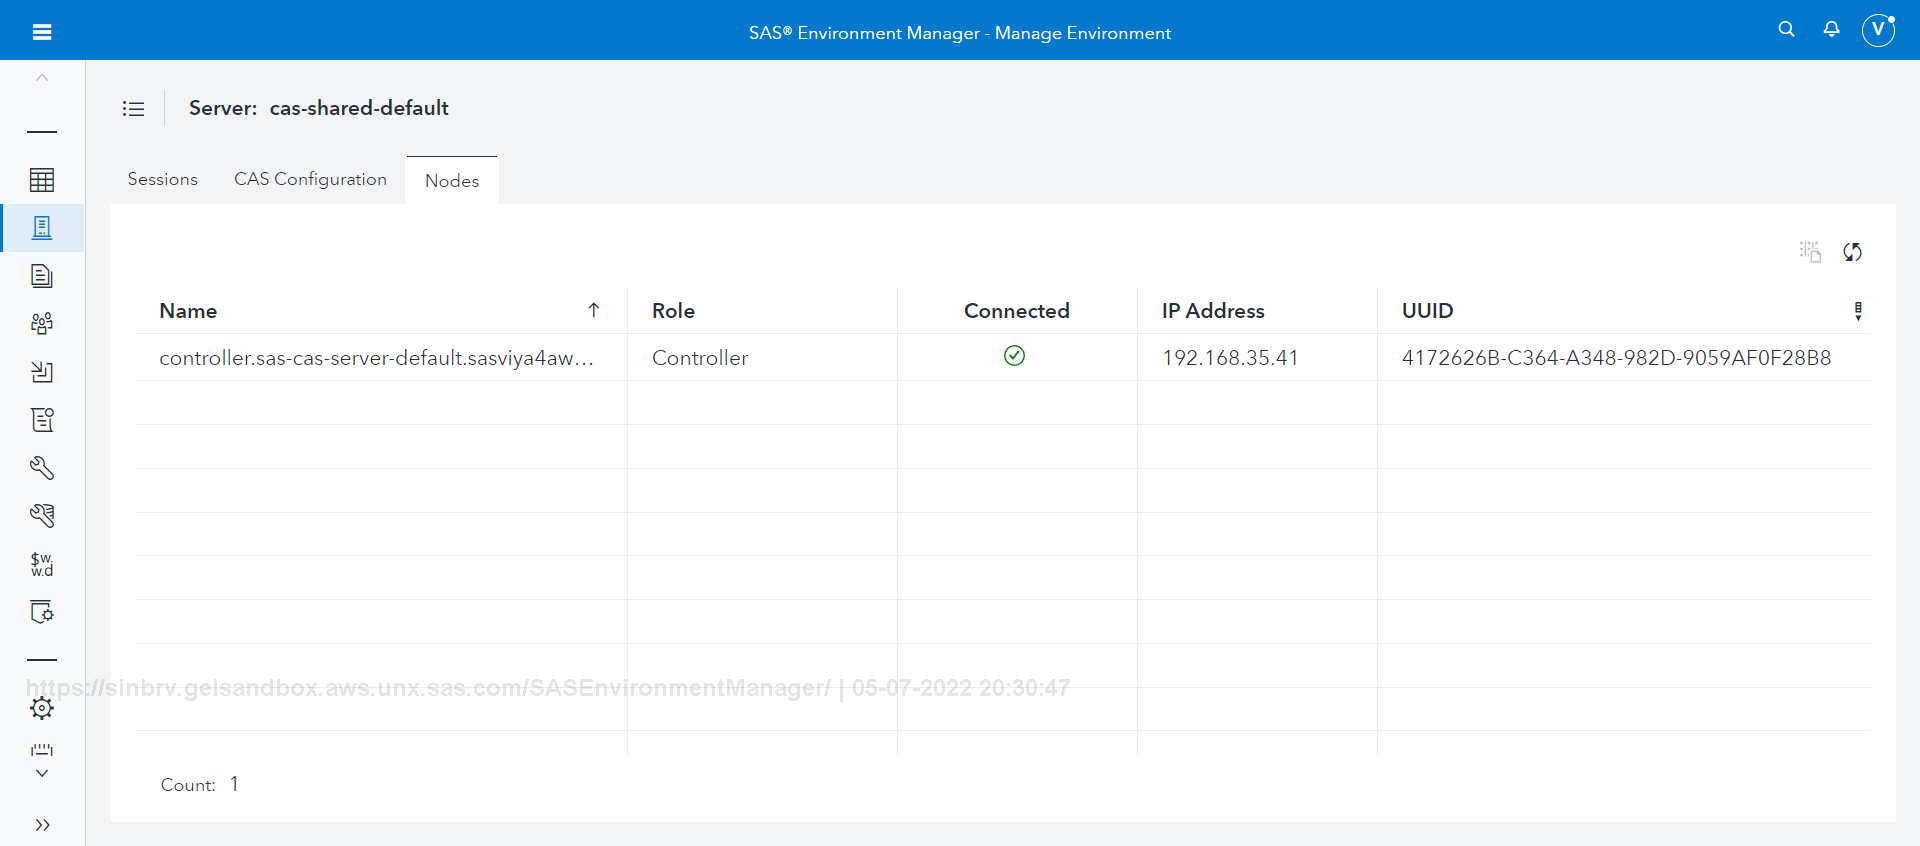 SAS® Environment Manager - Manage Environment
V
Server: cas-shared-default
Sessions CAS Configuration Nodes
Name Role Connected IP Address UUID
controller.sas-cas-server-default.sasviya4aw... Controller 192.168.35.41 4172626B-C364-A348-982D-9059AF0F28B8
$w.
w.d
https://sinbrv.gelsandbox.aws.unx.sas.com/SASEnvironmentManager/ | 05-07-2022 20:30:47
Count: 1